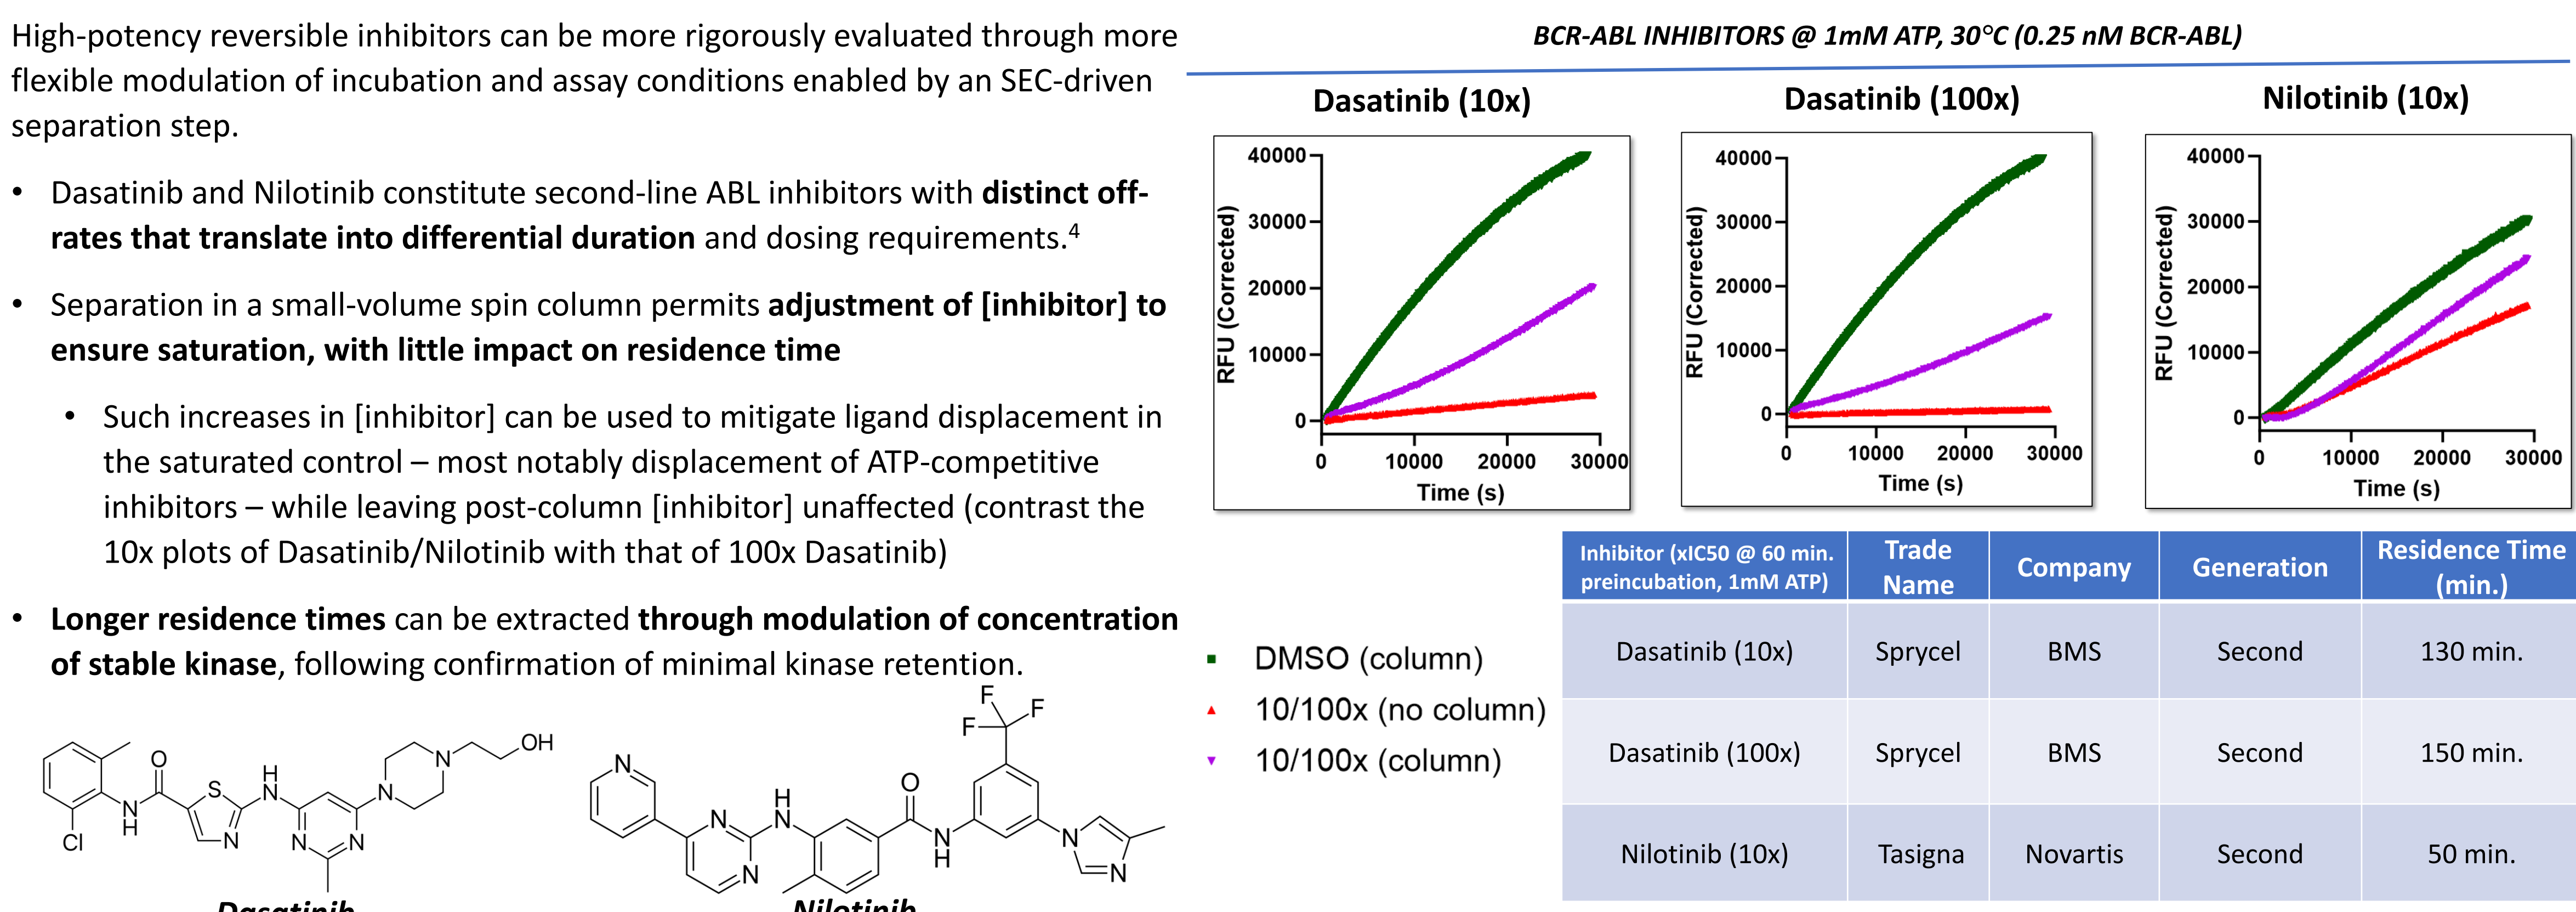 High-potency reversible inhibitors can be more rigorously evaluated through more
flexible modulation of incubation and assay conditions enabled by an SEC-driven
separation step.
• Dasatinib and Nilotinib constitute second-line ABL inhibitors with distinct off-
rates that translate into differential duration and dosing requirements.⁴
• Separation in a small-volume spin column permits adjustment of [inhibitor] to
ensure saturation, with little impact on residence time
• Such increases in [inhibitor] can be used to mitigate ligand displacement in
the saturated control – most notably displacement of ATP-competitive
inhibitors – while leaving post-column [inhibitor] unaffected (contrast the
10x plots of Dasatinib/Nilotinib with that of 100x Dasatinib)
• Longer residence times can be extracted through modulation of concentration
of stable kinase, following confirmation of minimal kinase retention.
O
N
H
Cl
S
N
H
N
N
N
N
N
OH
Dasatinib
N
N
N
H
N
O
N
H
F
F
F
N
N
Nilotinib
BCR-ABL INHIBITORS @ 1mM ATP, 30°C (0.25 nM BCR-ABL)
Dasatinib (10x)
RFU (Corrected)
40000
30000
20000
10000
0
0 10000 20000 30000
Time (s)
Dasatinib (100x)
RFU (Corrected)
40000
30000
20000
10000
0
0 10000 20000 30000
Time (s)
Nilotinib (10x)
RFU (Corrected)
40000
30000
20000
10000
0
0 10000 20000 30000
Time (s)
DMSO (column)
10/100x (no column)
10/100x (column)
Inhibitor (xIC50 @ 60 min. preincubation, 1mM ATP) Trade Name Company Generation Residence Time (min.)
Dasatinib (10x) Sprycel BMS Second 130 min.
Dasatinib (100x) Sprycel BMS Second 150 min.
Nilotinib (10x) Tasigna Novartis Second 50 min.